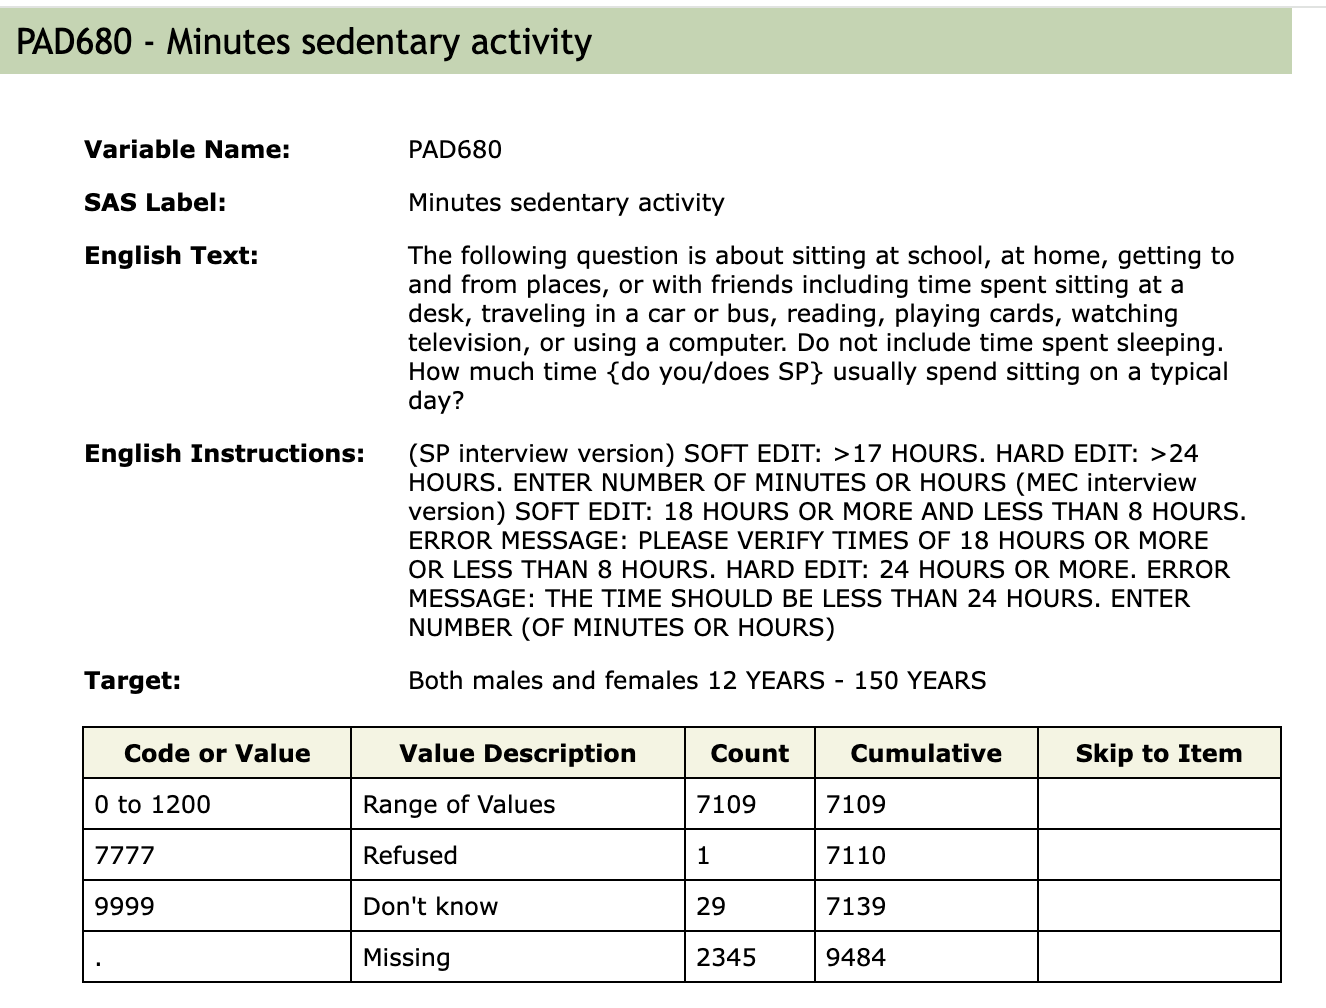 PAD680 - Minutes sedentary activity
Variable Name: PAD680
SAS Label: Minutes sedentary activity
English Text: The following question is about sitting at school, at home, getting to
and from places, or with friends including time spent sitting at a
desk, traveling in a car or bus, reading, playing cards, watching
television, or using a computer. Do not include time spent sleeping.
How much time {do you/does SP} usually spend sitting on a typical
day?
English Instructions: (SP interview version) SOFT EDIT: >17 HOURS. HARD EDIT: >24
HOURS. ENTER NUMBER OF MINUTES OR HOURS (MEC interview
version) SOFT EDIT: 18 HOURS OR MORE AND LESS THAN 8 HOURS.
ERROR MESSAGE: PLEASE VERIFY TIMES OF 18 HOURS OR MORE
OR LESS THAN 8 HOURS. HARD EDIT: 24 HOURS OR MORE. ERROR
MESSAGE: THE TIME SHOULD BE LESS THAN 24 HOURS. ENTER
NUMBER (OF MINUTES OR HOURS)
Target: Both males and females 12 YEARS - 150 YEARS
Code or Value Value Description Count Cumulative Skip to Item
0 to 1200 Range of Values 7109 7109
7777 Refused 1 7110
9999 Don't know 29 7139
. Missing 2345 9484